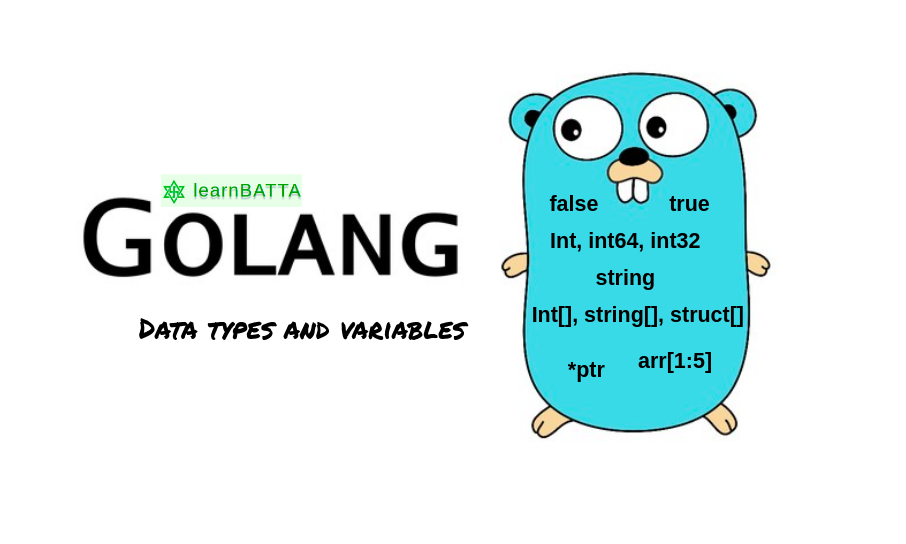 learnBATTA
GOLANG
DATA TYPES AND VARIABLES
false true
Int, int64, int32
string
Int[], string[], struct[]
*ptr arr[1:5]